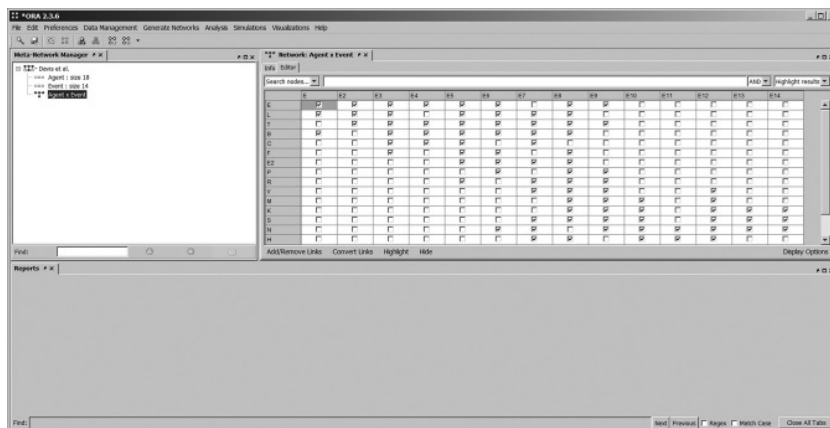 *ORA 2.3.6
File Edit Preferences Data Management Generate Networks Analysis Simulations Visualizations Help
Meta-Network Manager
Davis et al.
Agent : size 18
Event : size 14
Agent x Event
Find:
Network: Agent x Event
Info Editor
Search nodes... AND Highlight results
E E2 E3 E4 E5 E6 E7 E8 E9 E10 E11 E12 E13 E14
E
L
T
B
C
F
E2
P
R
V
M
K
S
N
H
Add/Remove Links Convert Links Highlight Hide Display Options
Reports
Find: Next Previous Regex Match Case Close All Tabs